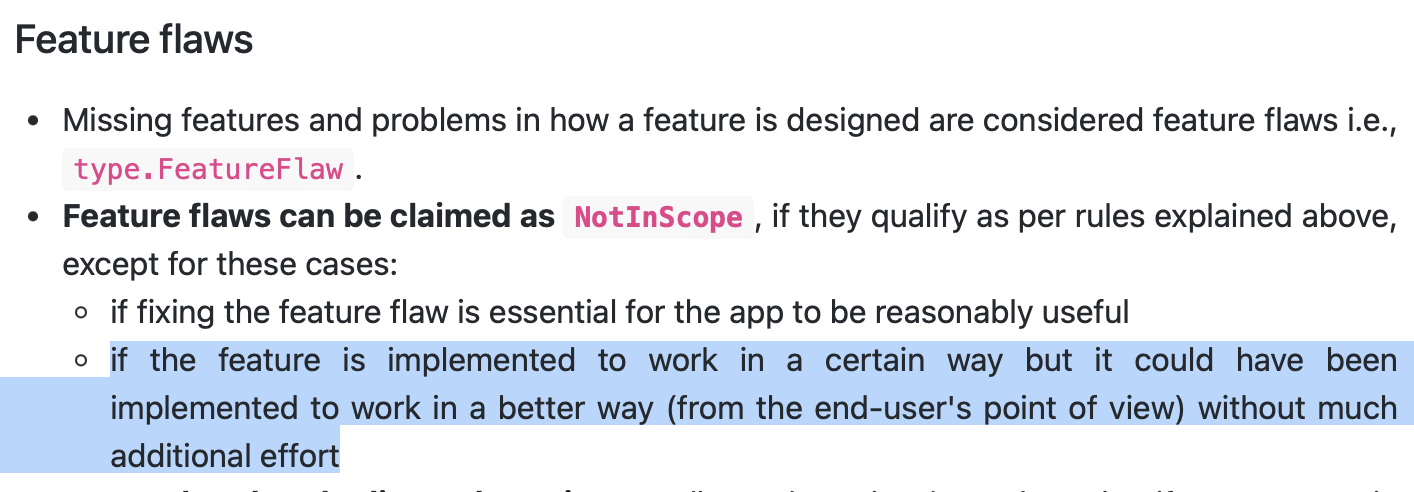 Feature flaws
• Missing features and problems in how a feature is designed are considered feature flaws i.e.,
type.FeatureFlaw .
• Feature flaws can be claimed as NotInScope , if they qualify as per rules explained above,
except for these cases:
◦ if fixing the feature flaw is essential for the app to be reasonably useful
◦ if the feature is implemented to work in a certain way but it could have been
implemented to work in a better way (from the end-user's point of view) without much
additional effort